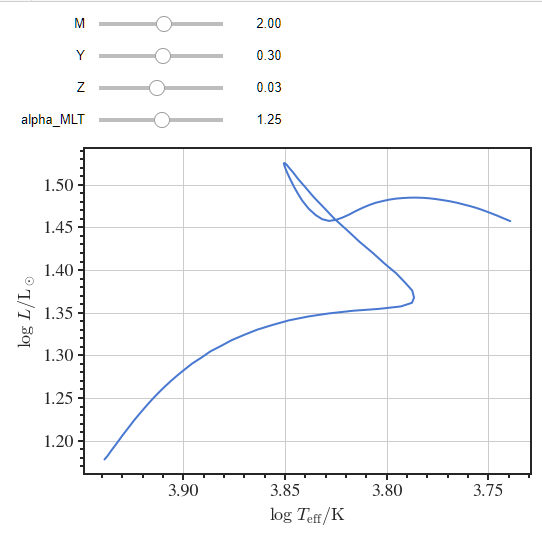 M 2.00
Y 0.30
Z 0.03
alpha_MLT 1.25
1.50
1.45
1.40
1.35
1.30
1.25
1.20
log L/L⊙
3.90 3.85 3.80 3.75
log Teff/K